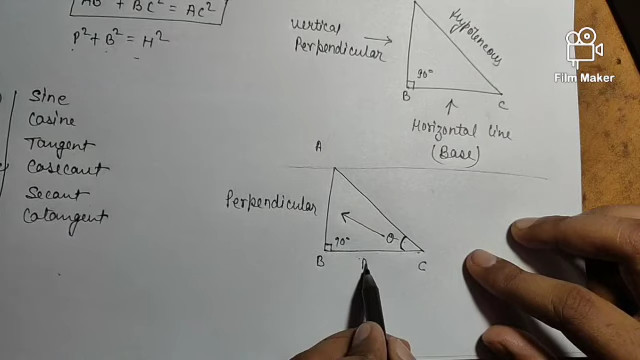 AB² + BC² = AC²
P² + B² = H²
Sine
Cosine
Tangent
Cosecant
Secant
Cotangent
Vertical
Perpendicular
Hypoteneous
90°
B
C
Horizontal line
(Base)
A
Perpendicular
90°
θ
B
C
Film Maker